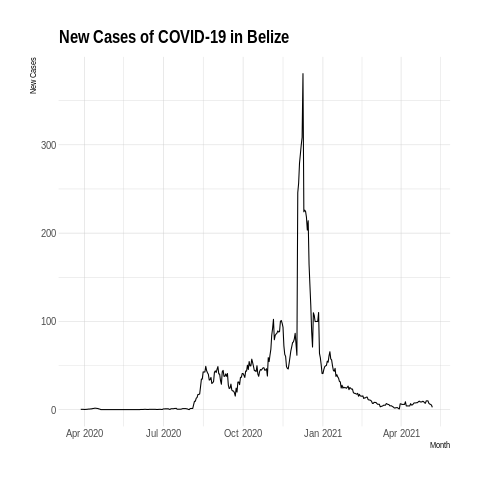 New Cases of COVID-19 in Belize
New Cases
300
200
100
0
Apr 2020 Jul 2020 Oct 2020 Jan 2021 Apr 2021
Month